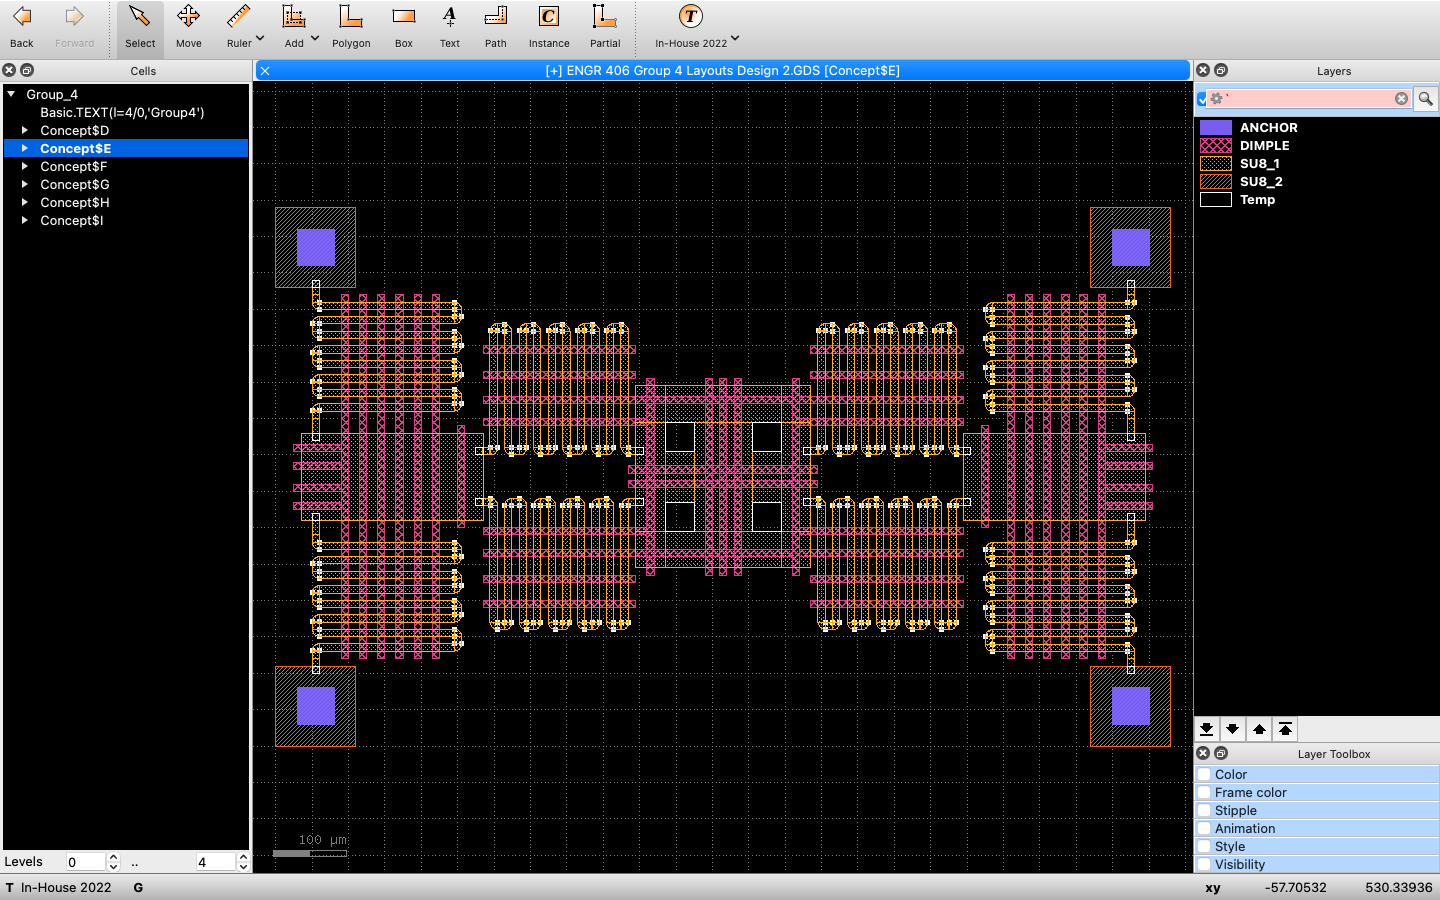 Back Forward Select Move Ruler Add Polygon Box Text Path Instance Partial In-House 2022
Cells
[+] ENGR 406 Group 4 Layouts Design 2.GDS [Concept$E]
Layers
Group_4
Basic.TEXT(l=4/0,'Group4')
Concept$D
Concept$E
Concept$F
Concept$G
Concept$H
Concept$I
ANCHOR
DIMPLE
SU8_1
SU8_2
Temp
100 µm
Layer Toolbox
Color
Frame color
Stipple
Animation
Style
Visibility
Levels 0 .. 4
T In-House 2022 G xy -57.70532 530.33936